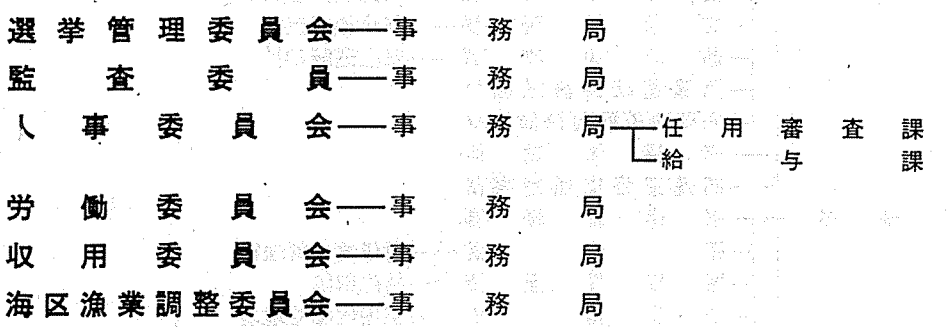 選挙管理委員会――事務局
監査委員――事務局
人事委員会――事務局――任用審査課
給与課
労働委員会――事務局
収用委員会――事務局
海区漁業調整委員会――事務局